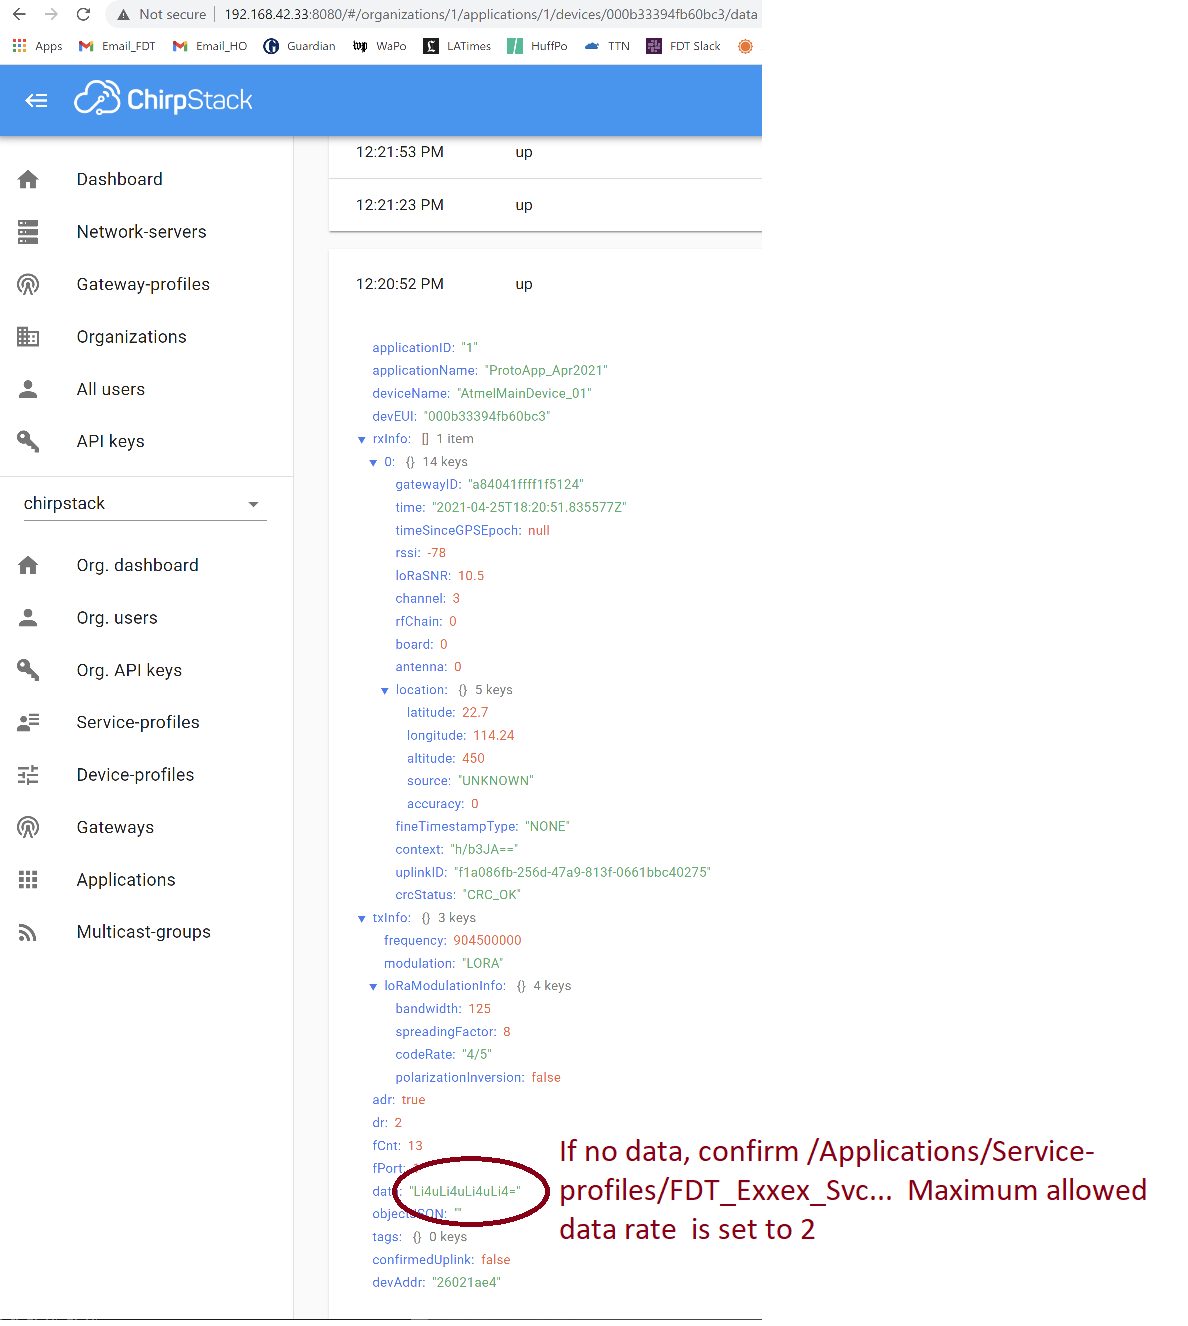 Not secure 192.168.42.33:8080/#/organizations/1/applications/1/devices/000b33394fb60bc3/data
Apps Email_FDT Email_HO Guardian WaPo LATimes HuffPo TTN FDT Slack
ChirpStack
Dashboard
Network-servers
Gateway-profiles
Organizations
All users
API keys
chirpstack
Org. dashboard
Org. users
Org. API keys
Service-profiles
Device-profiles
Gateways
Applications
Multicast-groups
12:21:53 PM up
12:21:23 PM up
12:20:52 PM up
applicationID: "1"
applicationName: "ProtoApp_Apr2021"
deviceName: "AtmelMainDevice_01"
devEUI: "000b33394fb60bc3"
rxInfo: [] 1 item
0: {} 14 keys
gatewayID: "a84041ffff1f5124"
time: "2021-04-25T18:20:51.835577Z"
timeSinceGPSEpoch: null
rssi: -78
loRaSNR: 10.5
channel: 3
rfChain: 0
board: 0
antenna: 0
location: {} 5 keys
latitude: 22.7
longitude: 114.24
altitude: 450
source: "UNKNOWN"
accuracy: 0
fineTimestampType: "NONE"
context: "h/b3JA=="
uplinkID: "f1a086fb-256d-47a9-813f-0661bbc40275"
crcStatus: "CRC_OK"
txInfo: {} 3 keys
frequency: 904500000
modulation: "LORA"
loRaModulationInfo: {} 4 keys
bandwidth: 125
spreadingFactor: 8
codeRate: "4/5"
polarizationInversion: false
adr: true
dr: 2
fCnt: 13
fPort:
data: "Li4uLi4uLi4uLi4="
objectJSON: ""
tags: {} 0 keys
confirmedUplink: false
devAddr: "26021ae4"
If no data, confirm /Applications/Service-
profiles/FDT_Exxex_Svc... Maximum allowed
data rate is set to 2